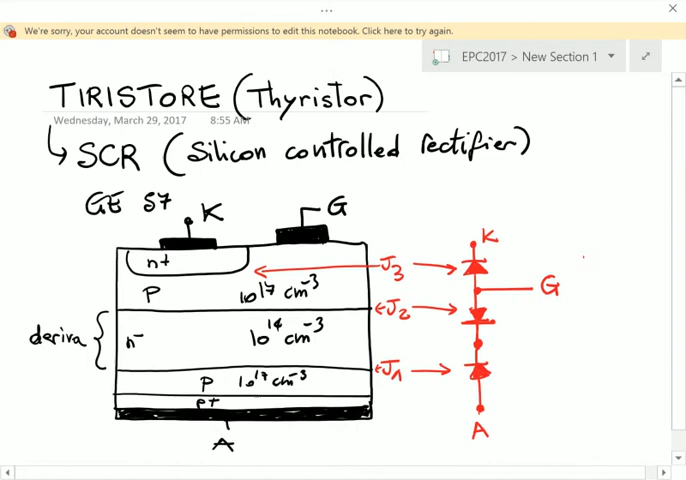 We're sorry, your account doesn't seem to have permissions to edit this notebook. Click here to try again.
EPC2017 > New Section 1
TIRISTORE (Thyristor)
Wednesday, March 29, 2017 8:55 AM
SCR (Silicon controlled rectifier)
GE 57
K
G
K
n+
J3
P
10^17 cm^-3
G
J2
deriva
n-
10^14 cm^-3
J1
P 10^17 cm^-3
P+
A
A